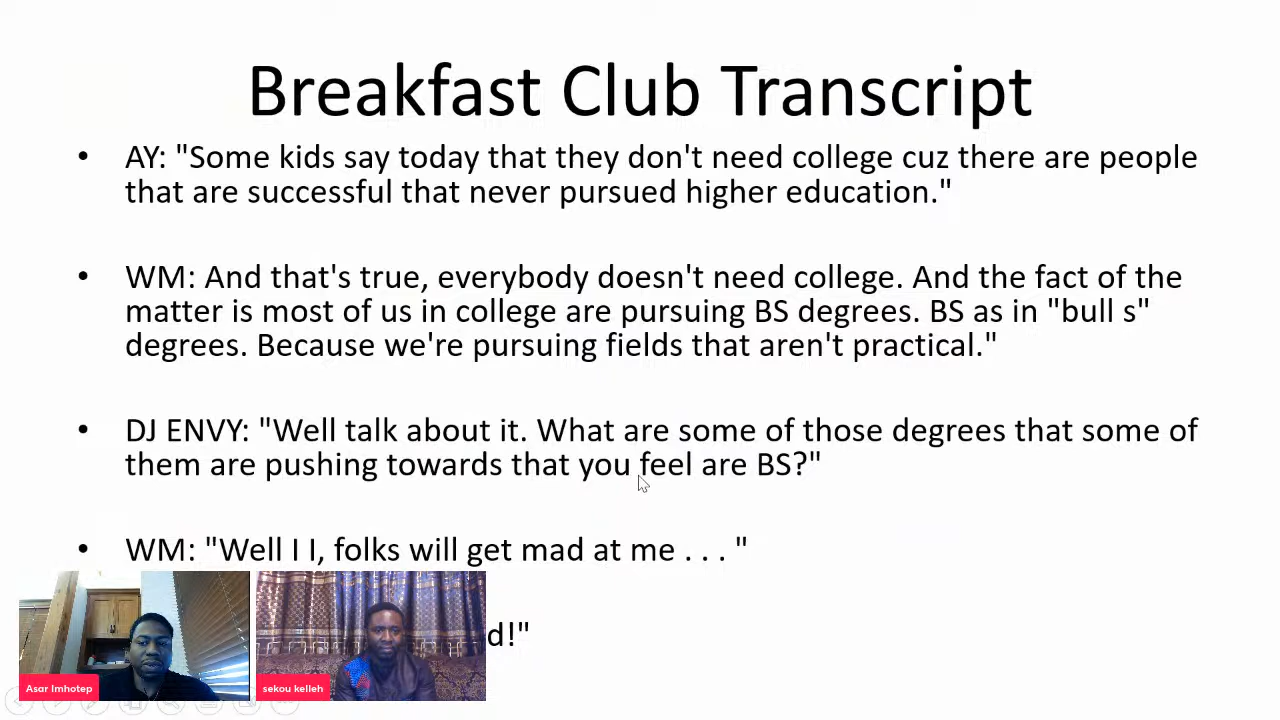 Breakfast Club Transcript
• AY: "Some kids say today that they don't need college cuz there are people
that are successful that never pursued higher education."
• WM: And that's true, everybody doesn't need college. And the fact of the
matter is most of us in college are pursuing BS degrees. BS as in "bull s"
degrees. Because we're pursuing fields that aren't practical."
• DJ ENVY: "Well talk about it. What are some of those degrees that some of
them are pushing towards that you feel are BS?"
• WM: "Well I I, folks will get mad at me . . . "
d!"
Asar Imhotep
sekou kelleh